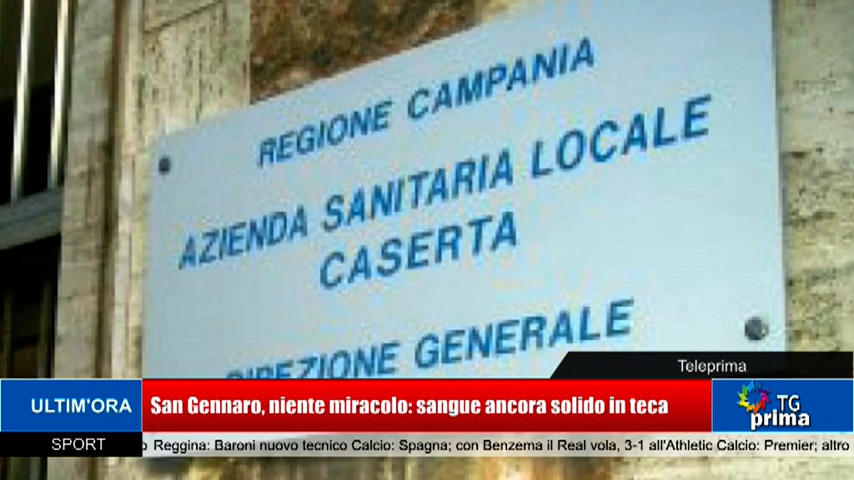 REGIONE CAMPANIA
AZIENDA SANITARIA LOCALE
CASERTA
DIREZIONE GENERALE
Teleprima
ULTIM'ORA
San Gennaro, niente miracolo: sangue ancora solido in teca
TG
prima
SPORT
o Reggina: Baroni nuovo tecnico Calcio: Spagna; con Benzema il Real vola, 3-1 all'Athletic Calcio: Premier; altro